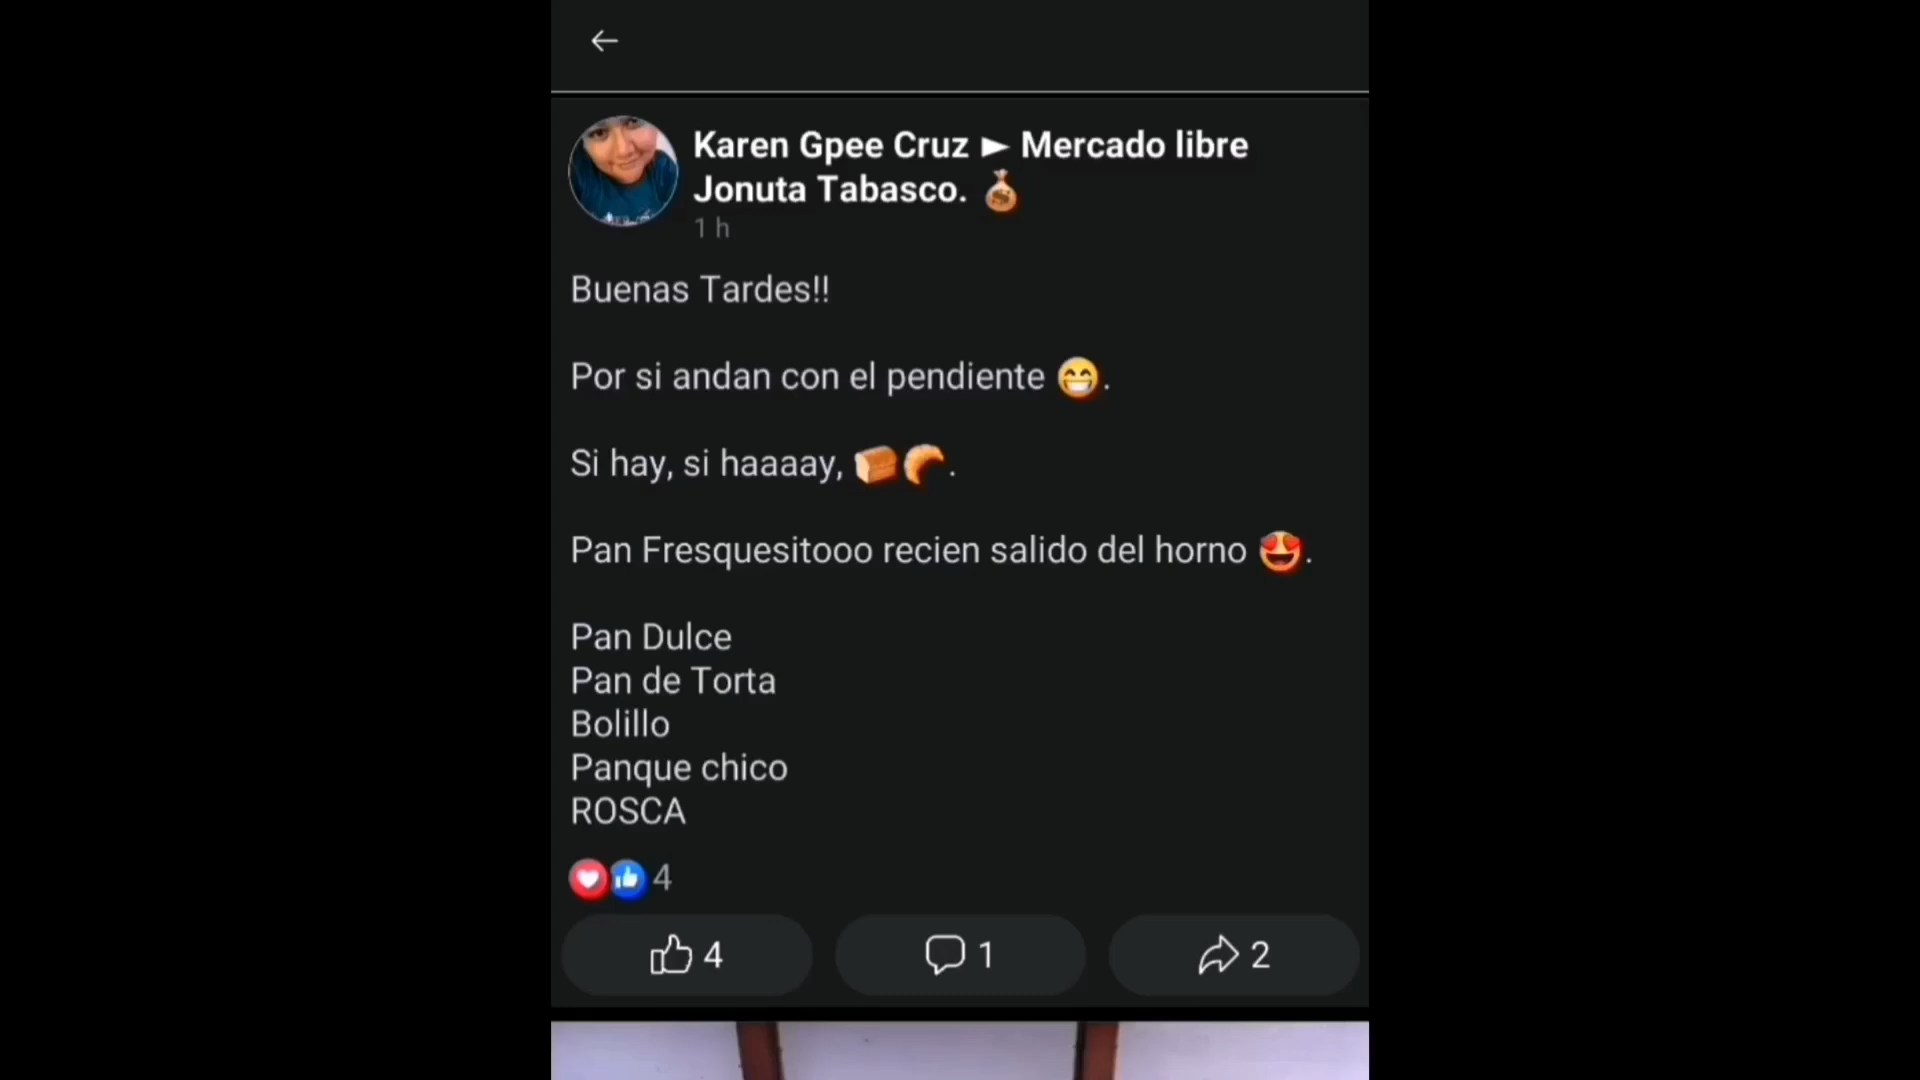 Karen Gpee Cruz ► Mercado libre
Jonuta Tabasco. 💰
1 h
Buenas Tardes!!
Por si andan con el pendiente 😁.
Si hay, si haaaay, 🍞🥐.
Pan Fresquesitooo recien salido del horno 😍.
Pan Dulce
Pan de Torta
Bolillo
Panque chico
ROSCA
4
4 1 2